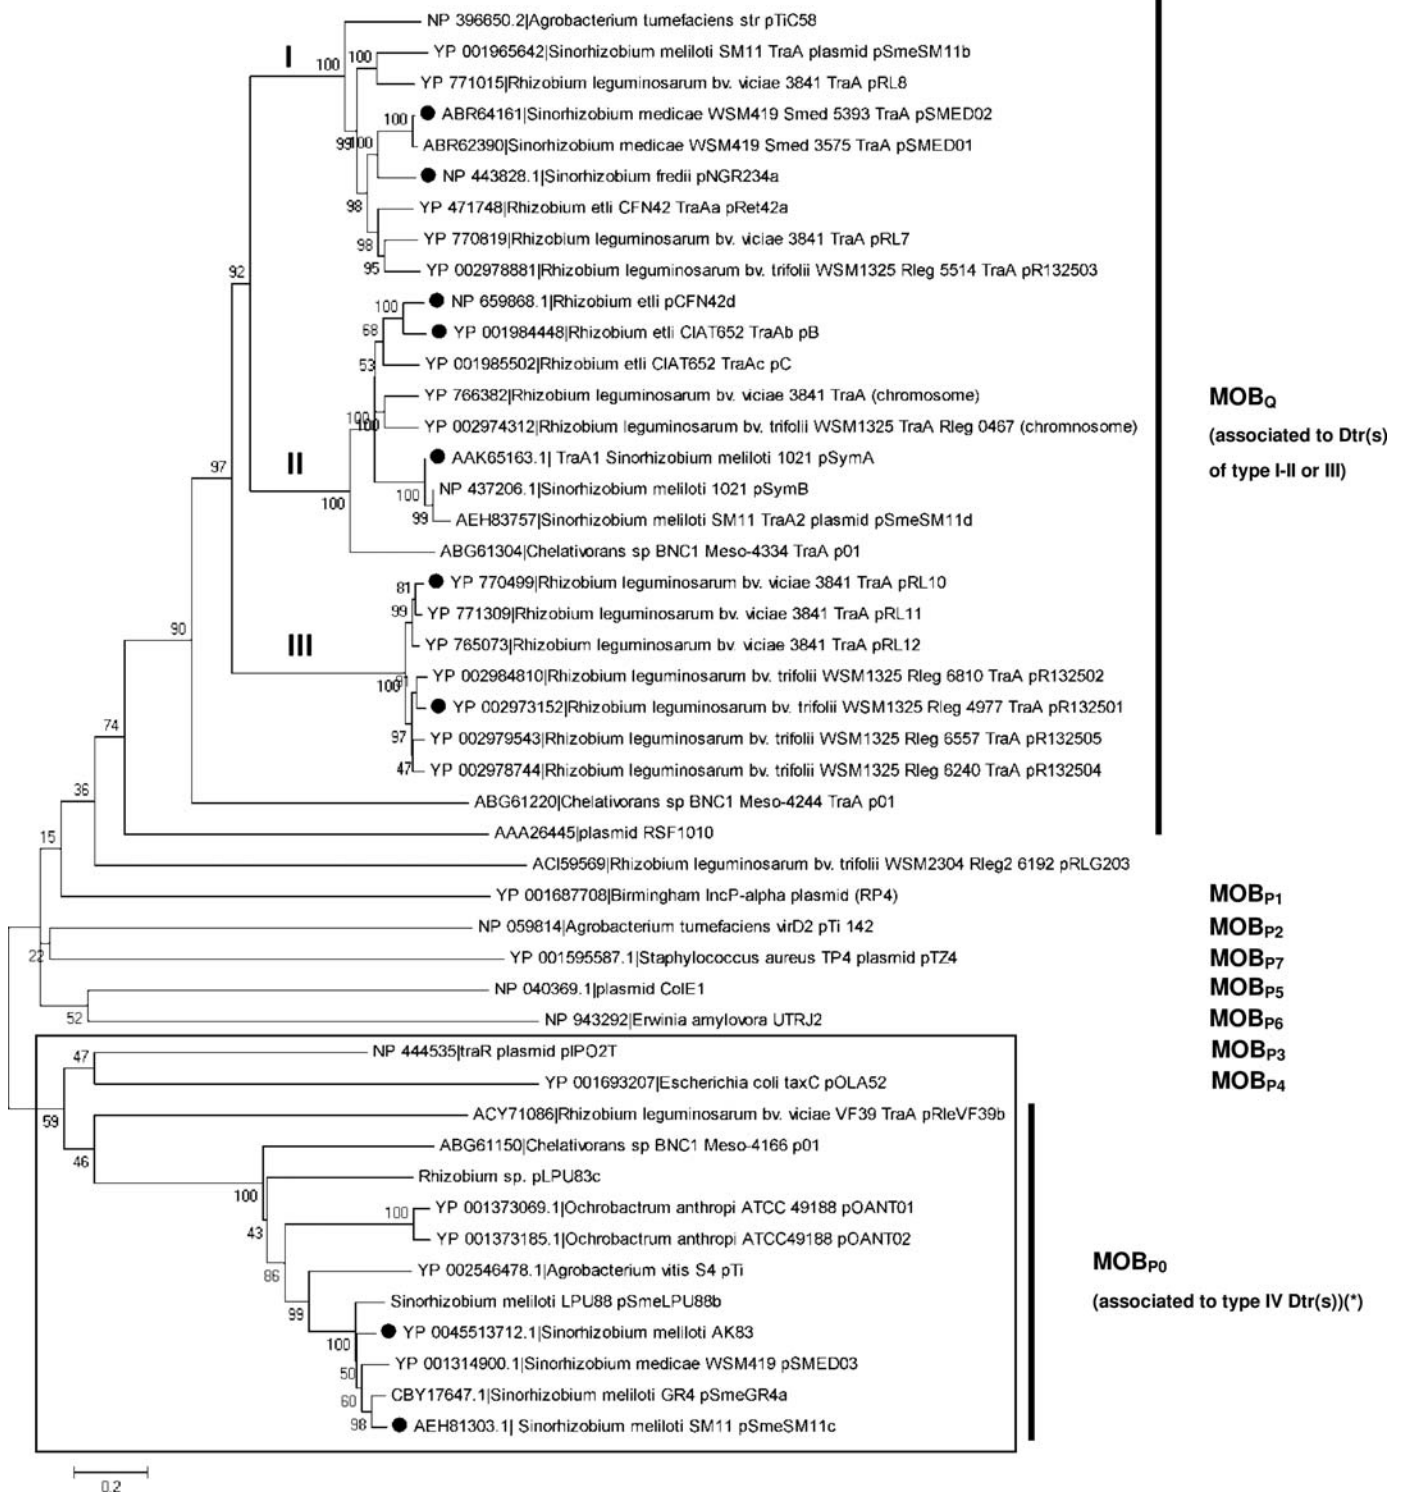 NP 396650.2|Agrobacterium tumefaciens str pTiC58
I
100
100
YP 001965642|Sinorhizobium meliloti SM11 TraA plasmid pSmeSM11b
YP 771015|Rhizobium leguminosarum bv. viciae 3841 TraA pRL8
100
ABR64161|Sinorhizobium medicae WSM419 Smed 5393 TraA pSMED02
99
100
ABR62390|Sinorhizobium medicae WSM419 Smed 3575 TraA pSMED01
NP 443828.1|Sinorhizobium fredii pNGR234a
98
YP 471748|Rhizobium etli CFN42 TraAa pRet42a
98
YP 770819|Rhizobium leguminosarum bv. viciae 3841 TraA pRL7
95
YP 002978881|Rhizobium leguminosarum bv. trifolii WSM1325 Rleg 5514 TraA pR132503
92
100
NP 659868.1|Rhizobium etli pCFN42d
68
YP 001984448|Rhizobium etli CIAT652 TraAb pB
53
YP 001985502|Rhizobium etli CIAT652 TraAc pC
YP 766382|Rhizobium leguminosarum bv. viciae 3841 TraA (chromosome)
MOBQ
100
100
YP 002974312|Rhizobium leguminosarum bv. trifolii WSM1325 TraA Rleg 0467 (chromnosome)
(associated to Dtr(s)
97
II
AAK65163.1| TraA1 Sinorhizobium meliloti 1021 pSymA
of type I-II or III)
100
100
NP 437206.1|Sinorhizobium meliloti 1021 pSymB
99
AEH83757|Sinorhizobium meliloti SM11 TraA2 plasmid pSmeSM11d
ABG61304|Chelativorans sp BNC1 Meso-4334 TraA p01
81
YP 770499|Rhizobium leguminosarum bv. viciae 3841 TraA pRL10
99
YP 771309|Rhizobium leguminosarum bv. viciae 3841 TraA pRL11
90
III
YP 765073|Rhizobium leguminosarum bv. viciae 3841 TraA pRL12
100
YP 002984810|Rhizobium leguminosarum bv. trifolii WSM1325 Rleg 6810 TraA pR132502
YP 002973152|Rhizobium leguminosarum bv. trifolii WSM1325 Rleg 4977 TraA pR132501
74
97
YP 002979543|Rhizobium leguminosarum bv. trifolii WSM1325 Rleg 6557 TraA pR132505
47
YP 002978744|Rhizobium leguminosarum bv. trifolii WSM1325 Rleg 6240 TraA pR132504
36
ABG61220|Chelativorans sp BNC1 Meso-4244 TraA p01
15
AAA26445|plasmid RSF1010
ACI59569|Rhizobium leguminosarum bv. trifolii WSM2304 Rleg2 6192 pRLG203
YP 001687708|Birmingham IncP-alpha plasmid (RP4)
MOBP1
NP 059814|Agrobacterium tumefaciens virD2 pTi 142
MOBP2
22
YP 001595587.1|Staphylococcus aureus TP4 plasmid pTZ4
MOBP7
NP 040369.1|plasmid ColE1
MOBP5
52
NP 943292|Erwinia amylovora UTRJ2
MOBP6
47
NP 444535|traR plasmid pIPO2T
MOBP3
YP 001693207|Escherichia coli taxC pOLA52
MOBP4
59
ACY71086|Rhizobium leguminosarum bv. viciae VF39 TraA pRleVF39b
46
ABG61150|Chelativorans sp BNC1 Meso-4166 p01
100
Rhizobium sp. pLPU83c
100
YP 001373069.1|Ochrobactrum anthropi ATCC 49188 pOANT01
43
YP 001373185.1|Ochrobactrum anthropi ATCC49188 pOANT02
86
YP 002546478.1|Agrobacterium vitis S4 pTi
MOBP0
99
Sinorhizobium meliloti LPU88 pSmeLPU88b
(associated to type IV Dtr(s))(*)
100
YP 0045513712.1|Sinorhizobium meliloti AK83
50
YP 001314900.1|Sinorhizobium medicae WSM419 pSMED03
60
CBY17647.1|Sinorhizobium meliloti GR4 pSmeGR4a
98
AEH81303.1| Sinorhizobium meliloti SM11 pSmeSM11c
0.2